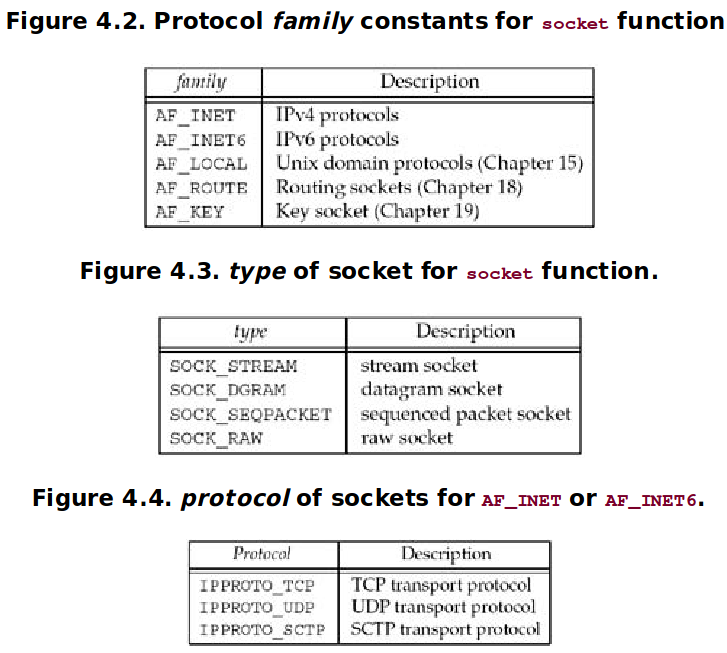 Figure 4.2. Protocol family constants for socket function
family Description
AF_INET IPv4 protocols
AF_INET6 IPv6 protocols
AF_LOCAL Unix domain protocols (Chapter 15)
AF_ROUTE Routing sockets (Chapter 18)
AF_KEY Key socket (Chapter 19)
Figure 4.3. type of socket for socket function.
type Description
SOCK_STREAM stream socket
SOCK_DGRAM datagram socket
SOCK_SEQPACKET sequenced packet socket
SOCK_RAW raw socket
Figure 4.4. protocol of sockets for AF_INET or AF_INET6.
Protocol Description
IPPROTO_TCP TCP transport protocol
IPPROTO_UDP UDP transport protocol
IPPROTO_SCTP SCTP transport protocol